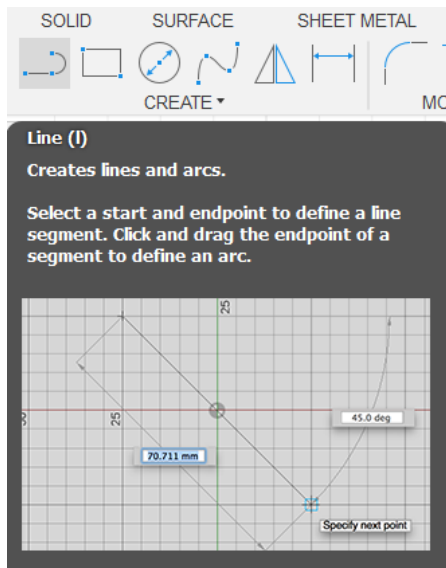 SOLID SURFACE SHEET METAL
CREATE ▾ MO
Line (l)
Creates lines and arcs.
Select a start and endpoint to define a line
segment. Click and drag the endpoint of a
segment to define an arc.
25
25
45.0 deg
70.711 mm
Specify next point